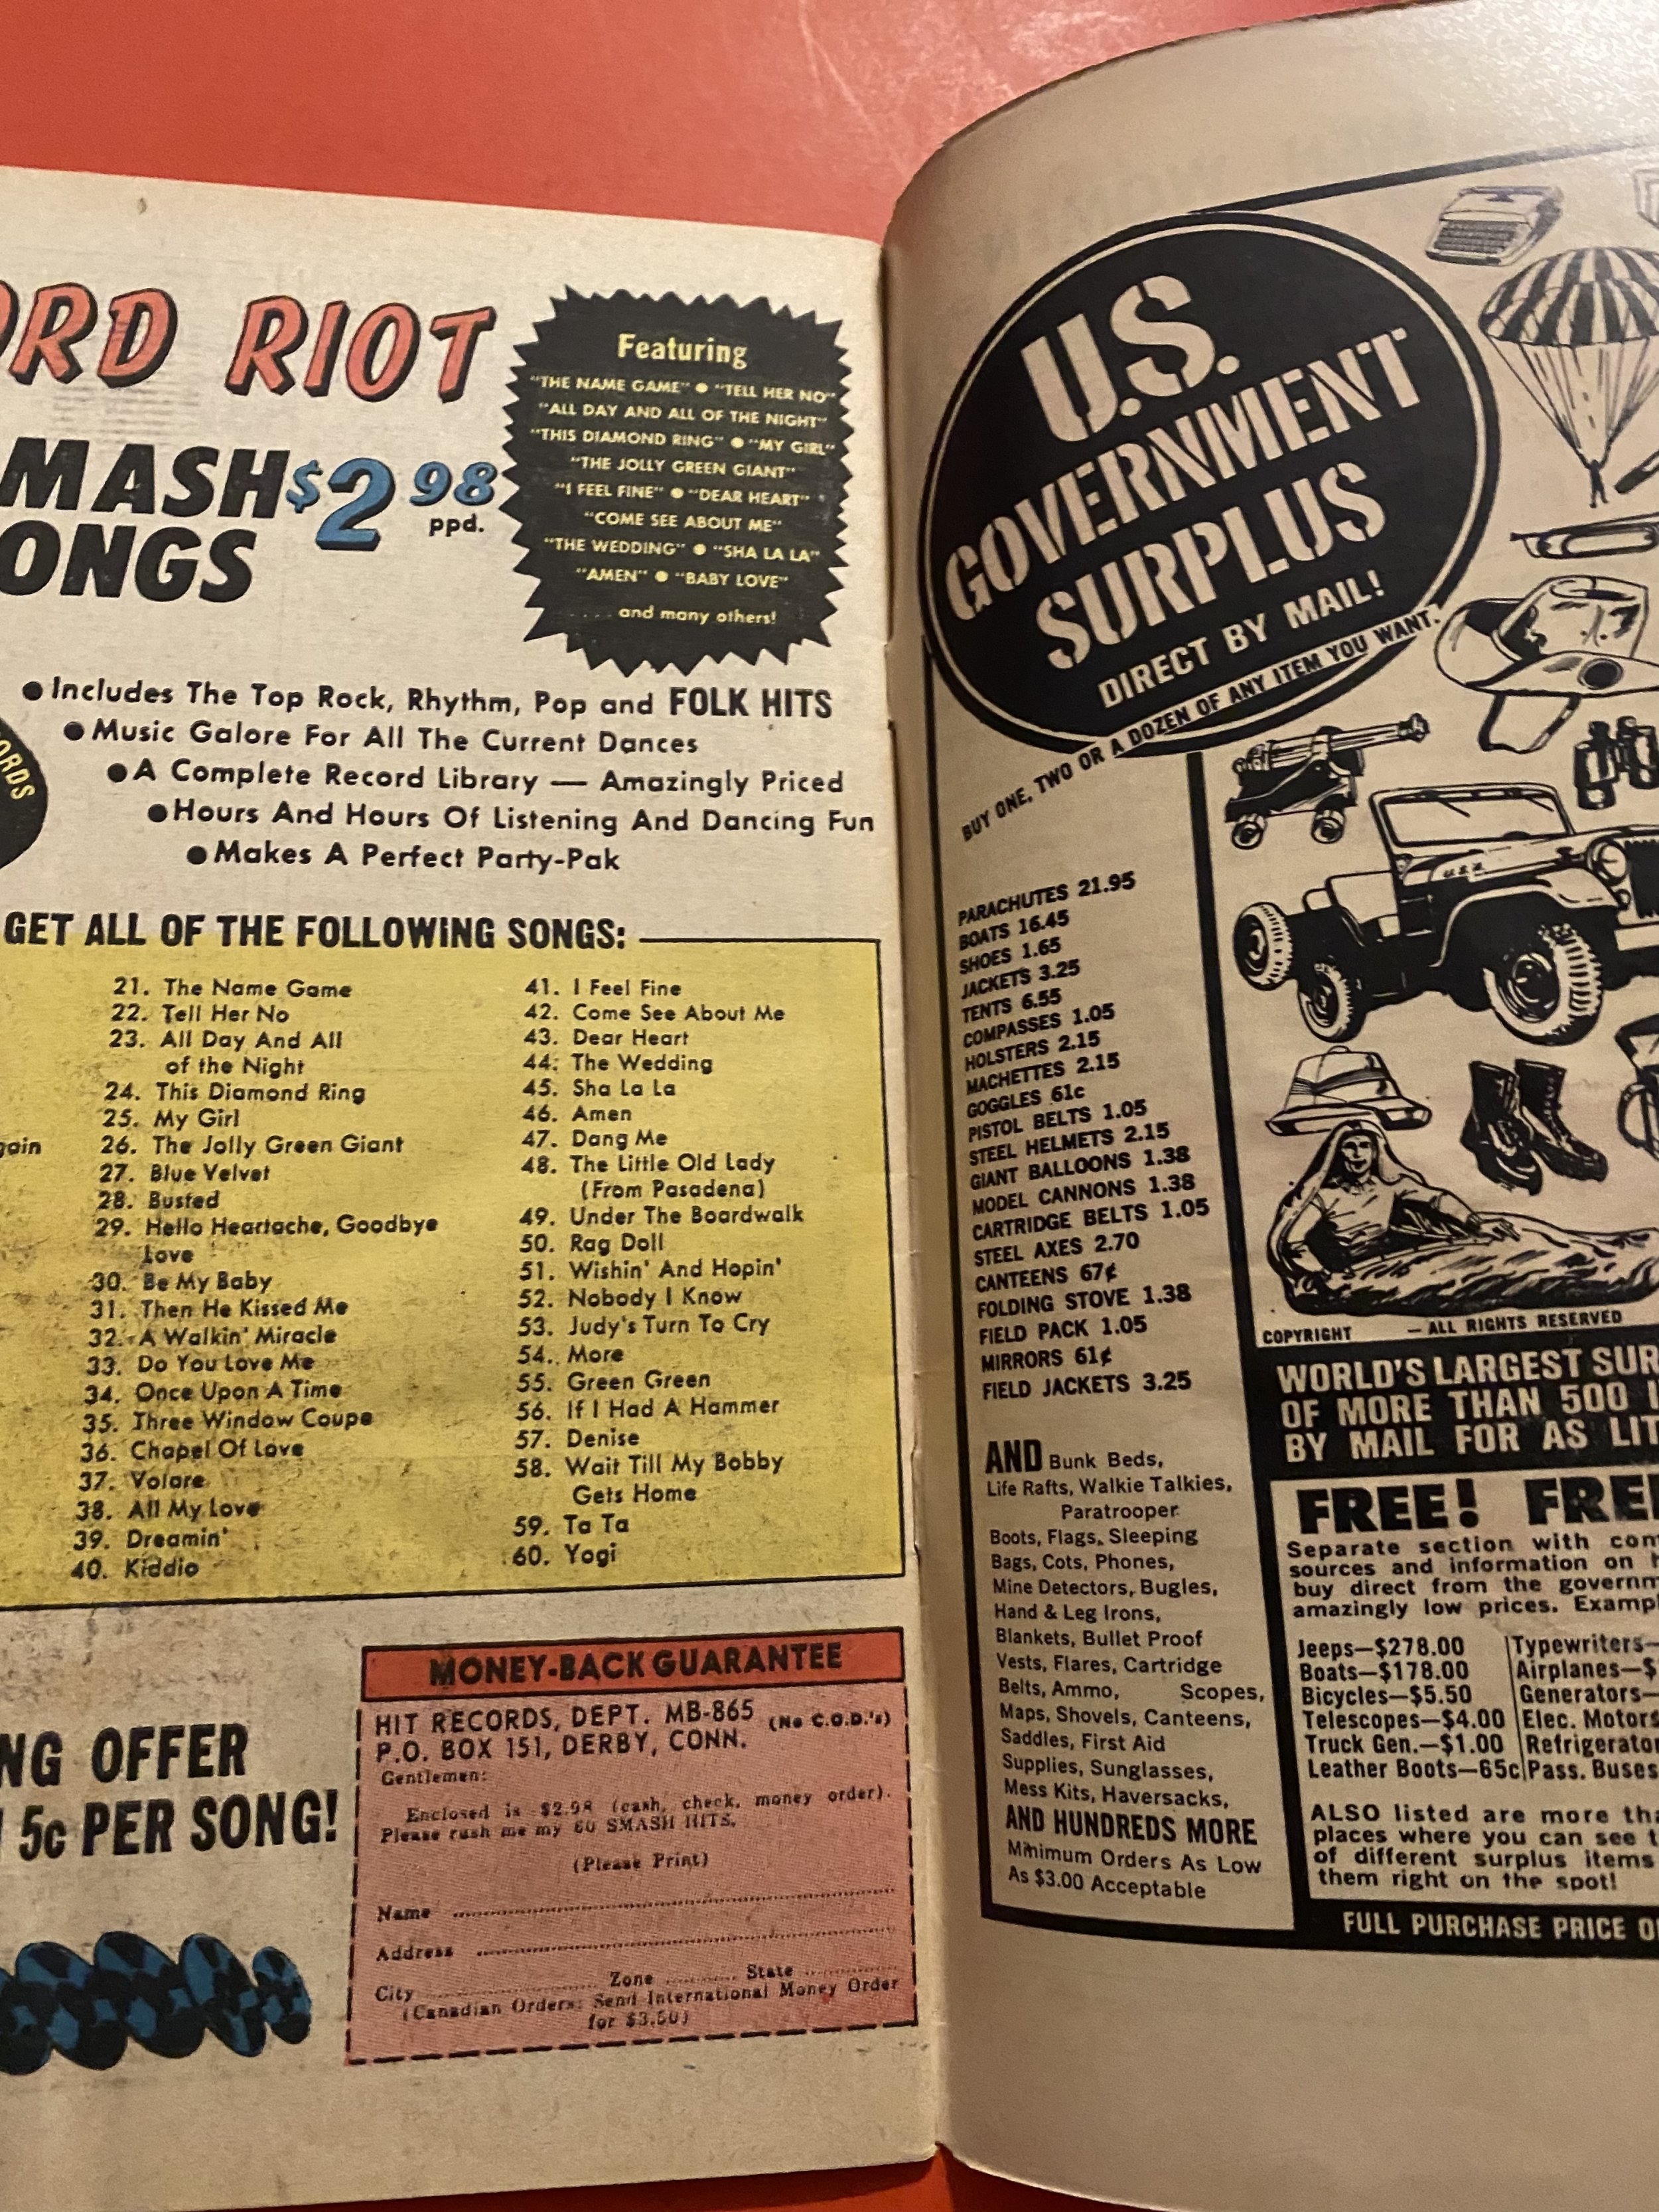 ORD RIOT
MASH $2 98
ppd.
ONGS
Featuring
"THE NAME GAME" ● "TELL HER NO"
"ALL DAY AND ALL OF THE NIGHT"
"THIS DIAMOND RING" ● "MY GIRL"
"THE JOLLY GREEN GIANT"
"I FEEL FINE" ● "DEAR HEART"
"COME SEE ABOUT ME"
"THE WEDDING" ● "SHA LA LA"
"AMEN" ● "BABY LOVE"
.... and many others!
ORDS
● Includes The Top Rock, Rhythm, Pop and FOLK HITS
● Music Galore For All The Current Dances
● A Complete Record Library — Amazingly Priced
● Hours And Hours Of Listening And Dancing Fun
● Makes A Perfect Party-Pak
GET ALL OF THE FOLLOWING SONGS:
gain
21. The Name Game
22. Tell Her No
23. All Day And All
of the Night
24. This Diamond Ring
25. My Girl
26. The Jolly Green Giant
27. Blue Velvet
28. Busted
29. Hello Heartache, Goodbye
Love
30. Be My Baby
31. Then He Kissed Me
32. A Walkin' Miracle
33. Do You Love Me
34. Once Upon A Time
35. Three Window Coupe
36. Chapel Of Love
37. Volare
38. All My Love
39. Dreamin'
40. Kiddio
41. I Feel Fine
42. Come See About Me
43. Dear Heart
44. The Wedding
45. Sha La La
46. Amen
47. Dang Me
48. The Little Old Lady
(From Pasadena)
49. Under The Boardwalk
50. Rag Doll
51. Wishin' And Hopin'
52. Nobody I Know
53. Judy's Turn To Cry
54. More
55. Green Green
56. If I Had A Hammer
57. Denise
58. Wait Till My Bobby
Gets Home
59. Ta Ta
60. Yogi
NG OFFER
5c PER SONG!
MONEY-BACK GUARANTEE
HIT RECORDS, DEPT. MB-865 (No C.O.D.'s)
P.O. BOX 151, DERBY, CONN.
Gentlemen:
Enclosed is $2.98 (cash, check, money order).
Please rush me my 60 SMASH HITS.
(Please Print)
Name
Address
City Zone State
(Canadian Orders: Send International Money Order
for $3.50)
U.S.
GOVERNMENT
SURPLUS
DIRECT BY MAIL!
BUY ONE, TWO OR A DOZEN OF ANY ITEM YOU WANT.
PARACHUTES 21.95
BOATS 16.45
SHOES 1.65
JACKETS 3.25
TENTS 6.55
COMPASSES 1.05
HOLSTERS 2.15
MACHETTES 2.15
GOGGLES 61c
PISTOL BELTS 1.05
STEEL HELMETS 2.15
GIANT BALLOONS 1.38
MODEL CANNONS 1.38
CARTRIDGE BELTS 1.05
STEEL AXES 2.70
CANTEENS 67¢
FOLDING STOVE 1.38
FIELD PACK 1.05
MIRRORS 61¢
FIELD JACKETS 3.25
AND Bunk Beds,
Life Rafts, Walkie Talkies,
Paratrooper
Boots, Flags, Sleeping
Bags, Cots, Phones,
Mine Detectors, Bugles,
Hand & Leg Irons,
Blankets, Bullet Proof
Vests, Flares, Cartridge
Belts, Ammo, Scopes,
Maps, Shovels, Canteens,
Saddles, First Aid
Supplies, Sunglasses,
Mess Kits, Haversacks,
AND HUNDREDS MORE
Minimum Orders As Low
As $3.00 Acceptable
COPYRIGHT — ALL RIGHTS RESERVED
WORLD'S LARGEST SUR
OF MORE THAN 500 I
BY MAIL FOR AS LIT
FREE! FRE
Separate section with con
sources and information on h
buy direct from the governm
amazingly low prices. Exampl
Jeeps—$278.00
Boats—$178.00
Bicycles—$5.50
Telescopes—$4.00
Truck Gen.—$1.00
Leather Boots—65c
Typewriters—
Airplanes—$
Generators—
Elec. Motors
Refrigerator
Pass. Buses
ALSO listed are more tha
places where you can see t
of different surplus items
them right on the spot!
FULL PURCHASE PRICE O